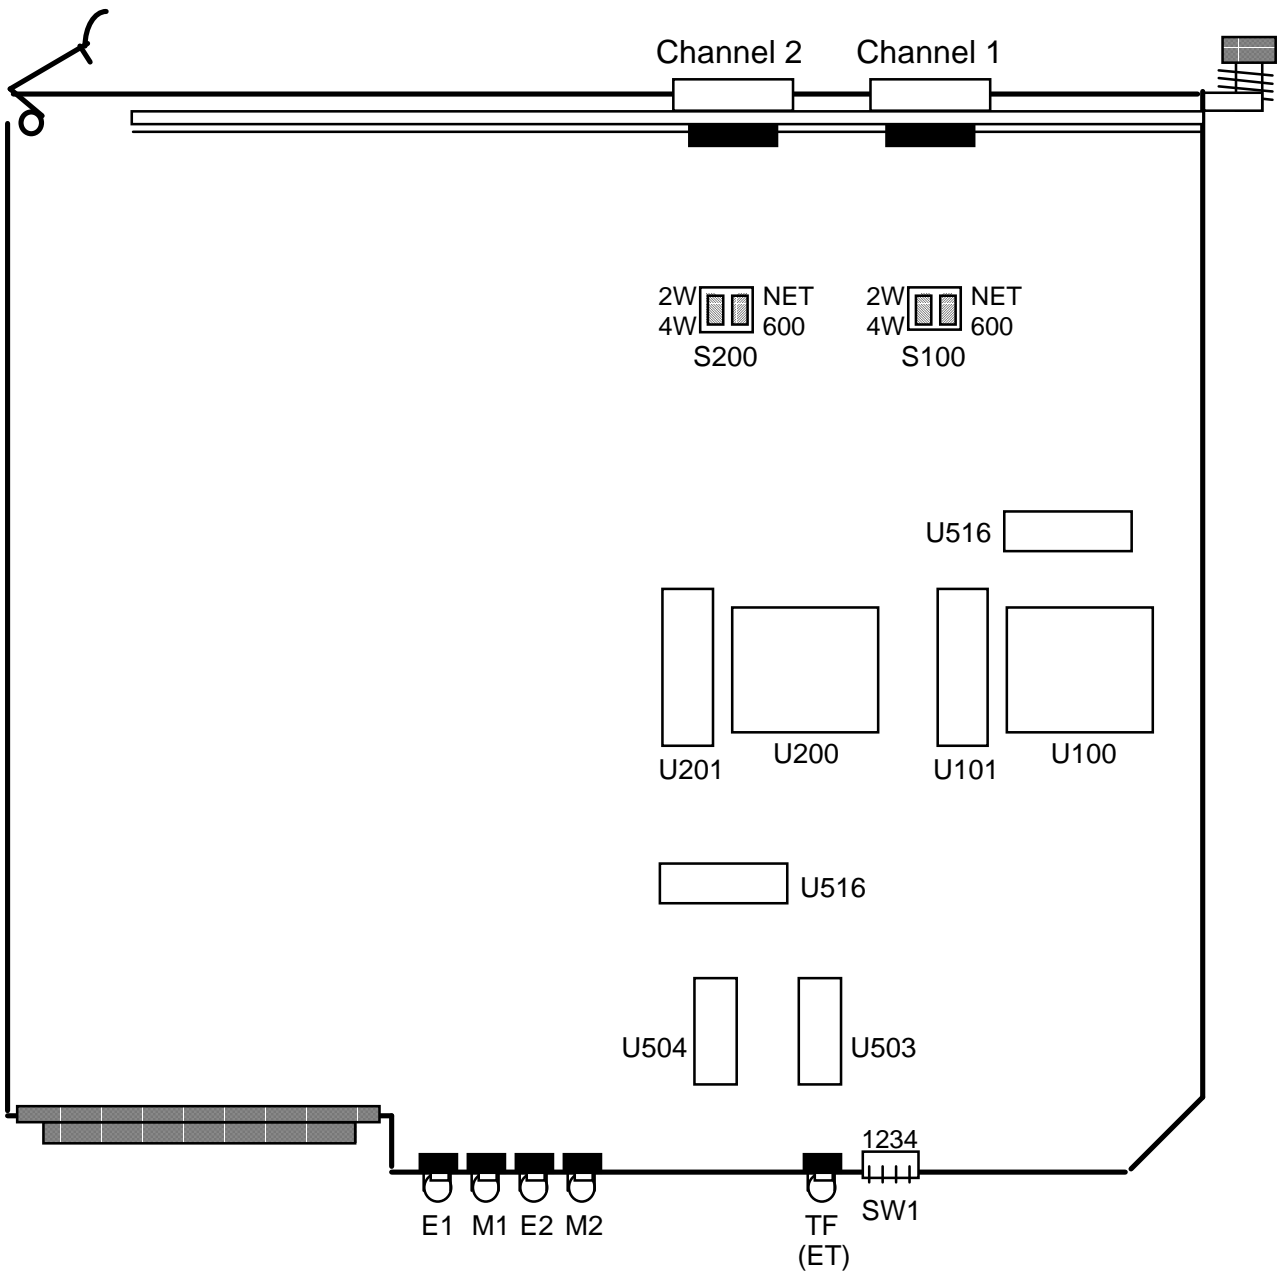 Channel 2 Channel 1
2W NET 2W NET
4W 600 4W 600
S200 S100
U516
U201 U200 U101 U100
U516
U504 U503
1234
E1 M1 E2 M2 TF SW1
(ET)